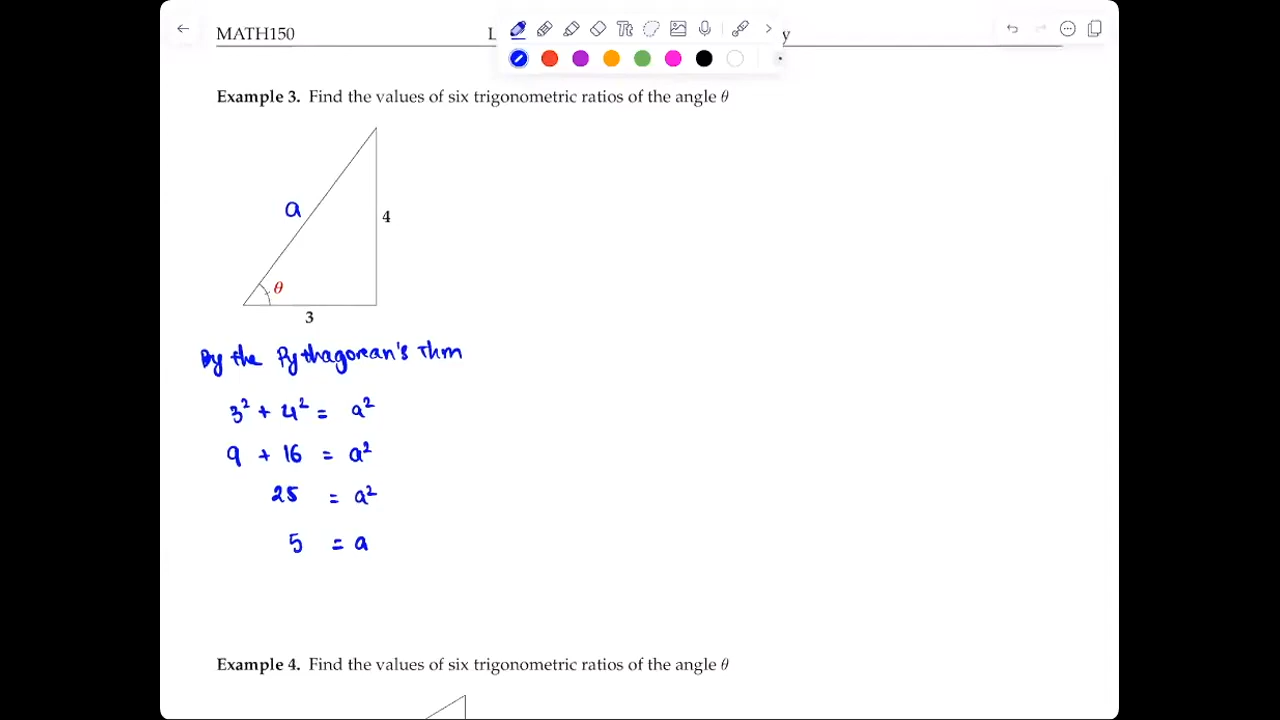 MATH150 L y
Example 3. Find the values of six trigonometric ratios of the angle θ
a
4
θ
3
By the Pythagorean's Thm
3² + 4² = a²
9 + 16 = a²
25 = a²
5 = a
Example 4. Find the values of six trigonometric ratios of the angle θ